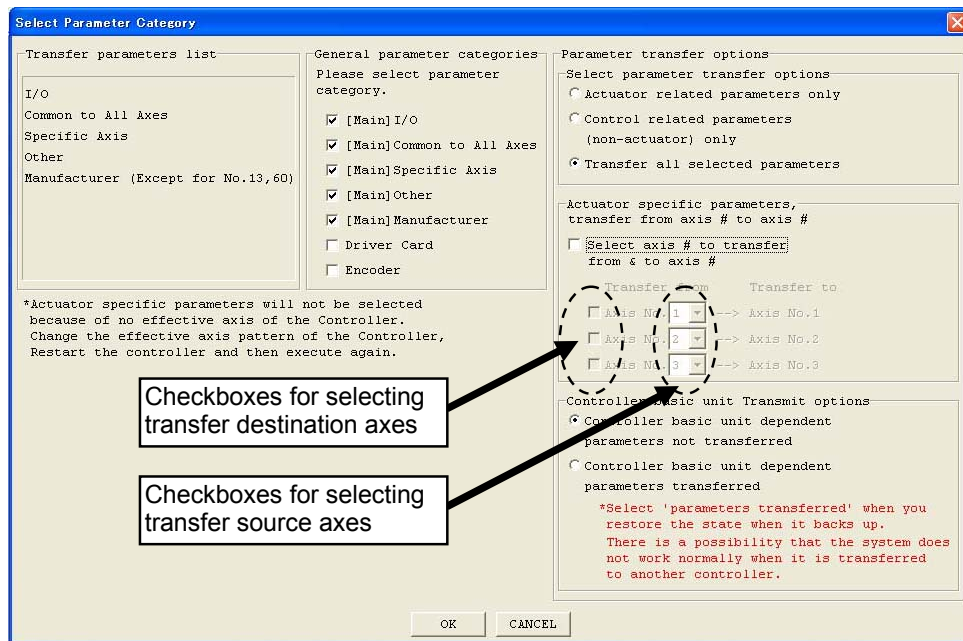 Select Parameter Category
Transfer parameters list
I/O
Common to All Axes
Specific Axis
Other
Manufacturer (Except for No.13,60)
*Actuator specific parameters will not be selected
because of no effective axis of the Controller.
Change the effective axis pattern of the Controller,
Restart the controller and then execute again.
General parameter categories
Please select parameter
category.
[Main]I/O
[Main]Common to All Axes
[Main]Specific Axis
[Main]Other
[Main]Manufacturer
Driver Card
Encoder
Parameter transfer options
Select parameter transfer options
Actuator related parameters only
Control related parameters
(non-actuator) only
Transfer all selected parameters
Actuator specific parameters,
transfer from axis # to axis #
Select axis # to transfer
from & to axis #
Transfer from Transfer to
Axis No. 1 --> Axis No.1
Axis No. 2 --> Axis No.2
Axis No. 3 --> Axis No.3
Checkboxes for selecting
transfer destination axes
Checkboxes for selecting
transfer source axes
Controller basic unit Transmit options
Controller basic unit dependent
parameters not transferred
Controller basic unit dependent
parameters transferred
*Select 'parameters transferred' when you
restore the state when it backs up.
There is a possibility that the system does
not work normally when it is transferred
to another controller.
OK CANCEL